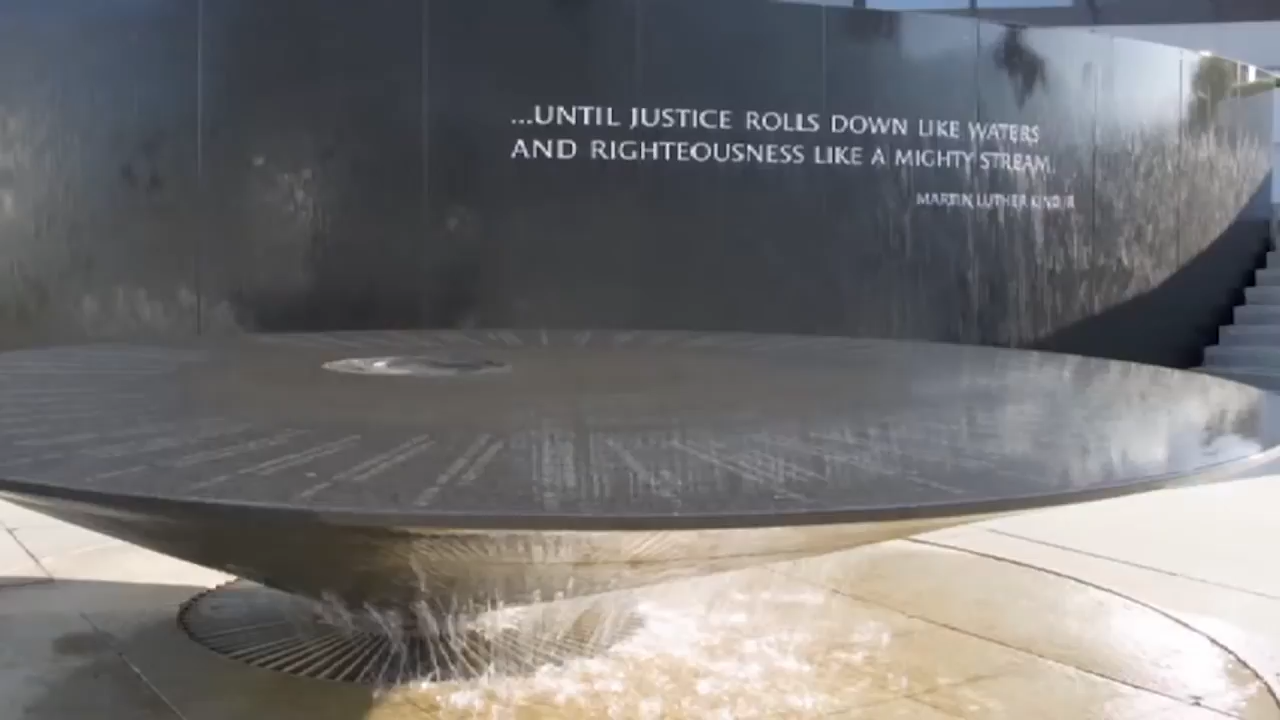 ...UNTIL JUSTICE ROLLS DOWN LIKE WATERS
AND RIGHTEOUSNESS LIKE A MIGHTY STREAM.
MARTIN LUTHER KING JR